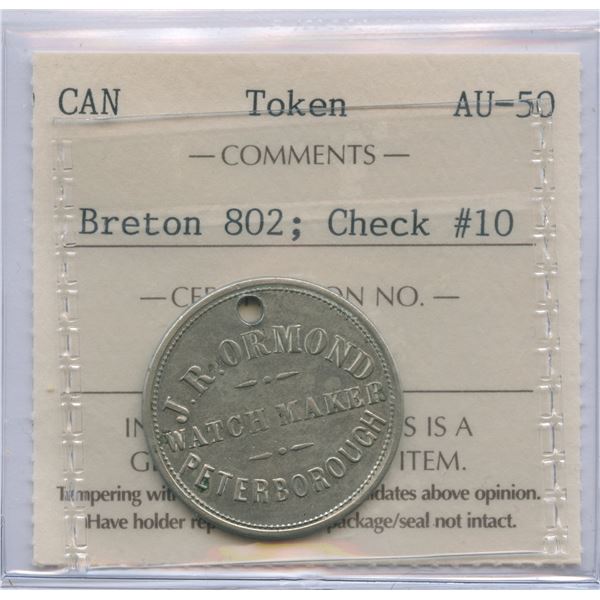 CAN Token AU-50
— COMMENTS —
Breton 802; Check #10
— CE N NO. —
J.R. ORMOND
WATCH MAKER
PETERBOROUGH
IN S IS A
G ITEM.
Tampering wit idates above opinion.
Have holder rep package/seal not intact.